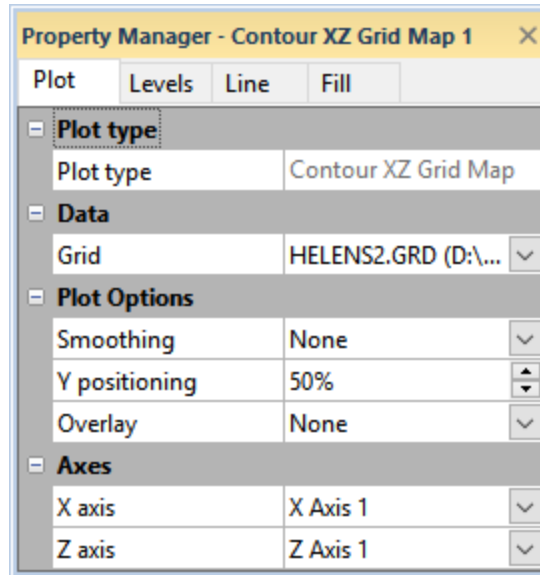 Property Manager - Contour XZ Grid Map 1
Plot Levels Line Fill
Plot type
Plot type Contour XZ Grid Map
Data
Grid HELENS2.GRD (D:\...
Plot Options
Smoothing None
Y positioning 50%
Overlay None
Axes
X axis X Axis 1
Z axis Z Axis 1